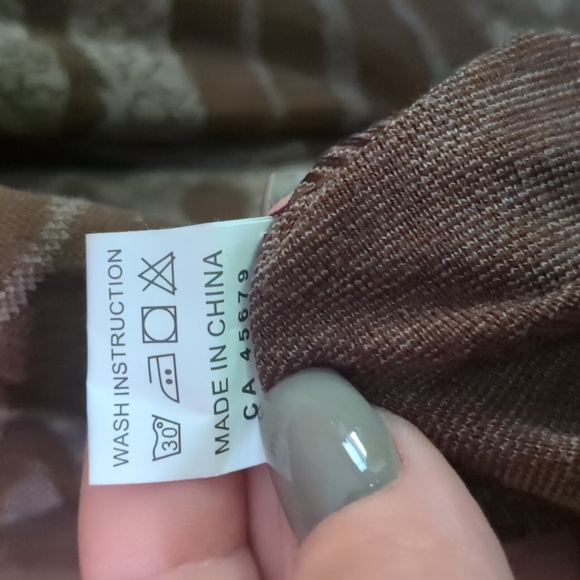 WASH INSTRUCTION
30°
MADE IN CHINA
CA 45679